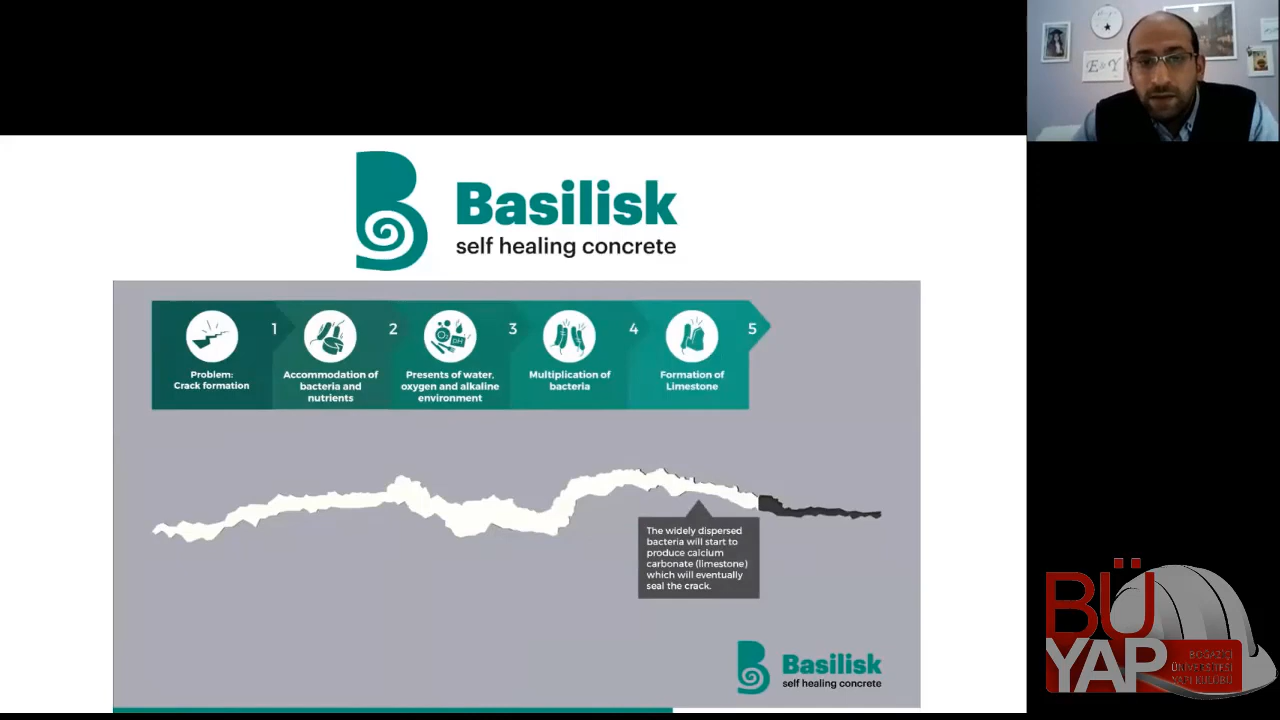 Basilisk
self healing concrete
1
2
3
4
5
Problem:
Crack formation
Accommodation of
bacteria and
nutrients
Presents of water,
oxygen and alkaline
environment
Multiplication of
bacteria
Formation of
Limestone
The widely dispersed
bacteria will start to
produce calcium
carbonate (limestone)
which will eventually
seal the crack.
Basilisk
self healing concrete
E & Y
BÜ
YAP
BOĞAZİÇİ
ÜNİVERSİTESİ
YAPI KULÜBÜ